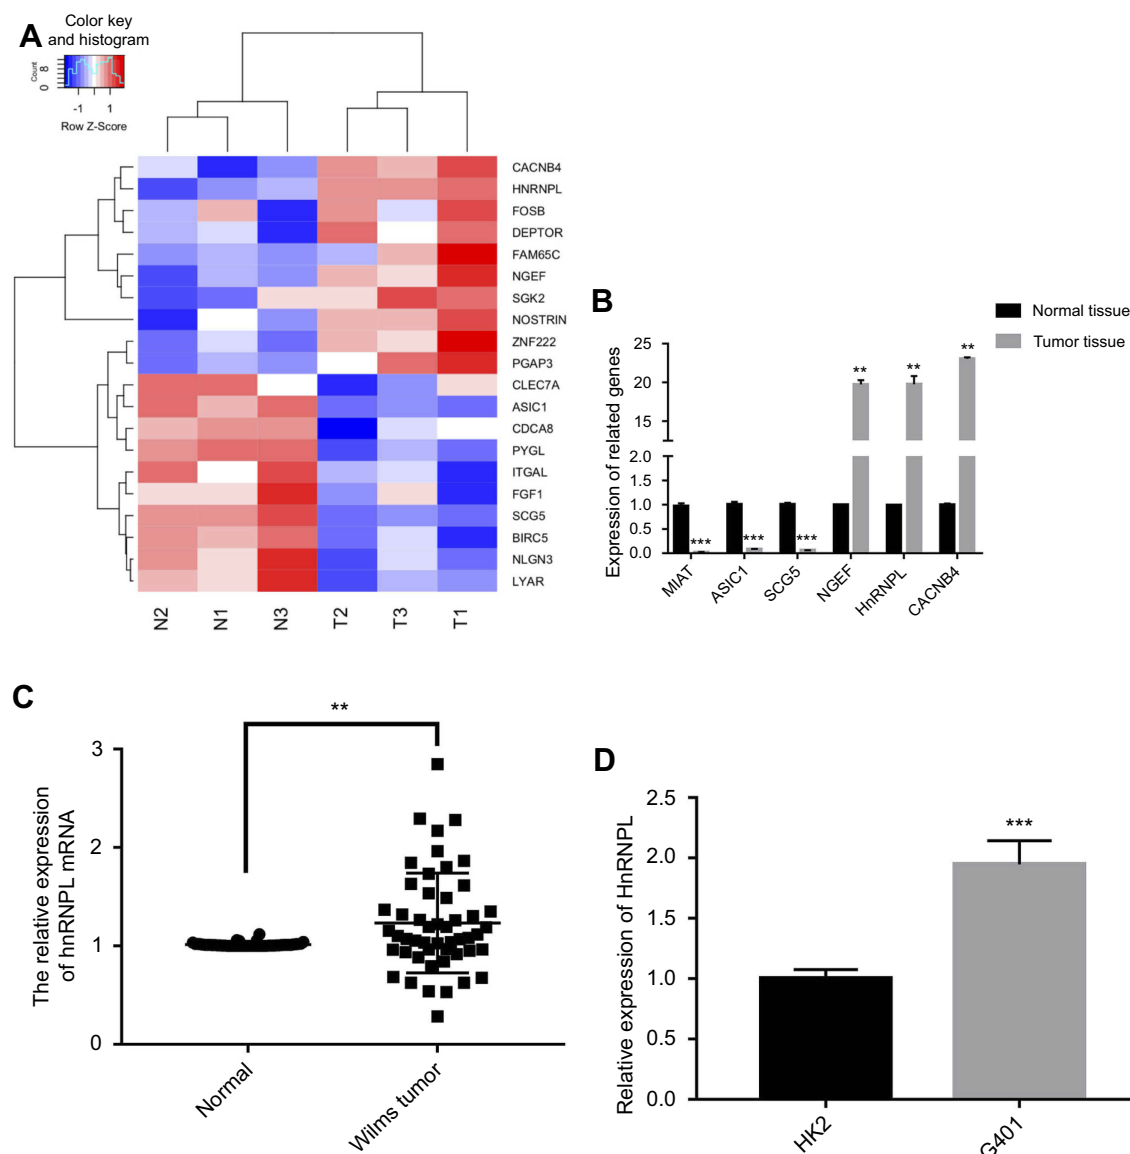 A
Color key
and histogram
Count
0 8
-1 1
Row Z-Score
CACNB4
HNRNPL
FOSB
DEPTOR
FAM65C
NGEF
SGK2
NOSTRIN
ZNF222
PGAP3
CLEC7A
ASIC1
CDCA8
PYGL
ITGAL
FGF1
SCG5
BIRC5
NLGN3
LYAR
N2 N1 N3 T2 T3 T1
B
Normal tissue
Tumor tissue
Expression of related genes
25
20
15
2.0
1.0
0.5
0.0
*** *** *** ** ** **
MIAT ASIC1 SCG5 NGEF HnRNPL CACNB4
C
The relative expression
of hnRNPL mRNA
**
3
2
1
0
Normal Wilms tumor
D
Relative expression of HnRNPL
2.5
2.0
1.5
1.0
0.5
0.0
***
HK2 G401